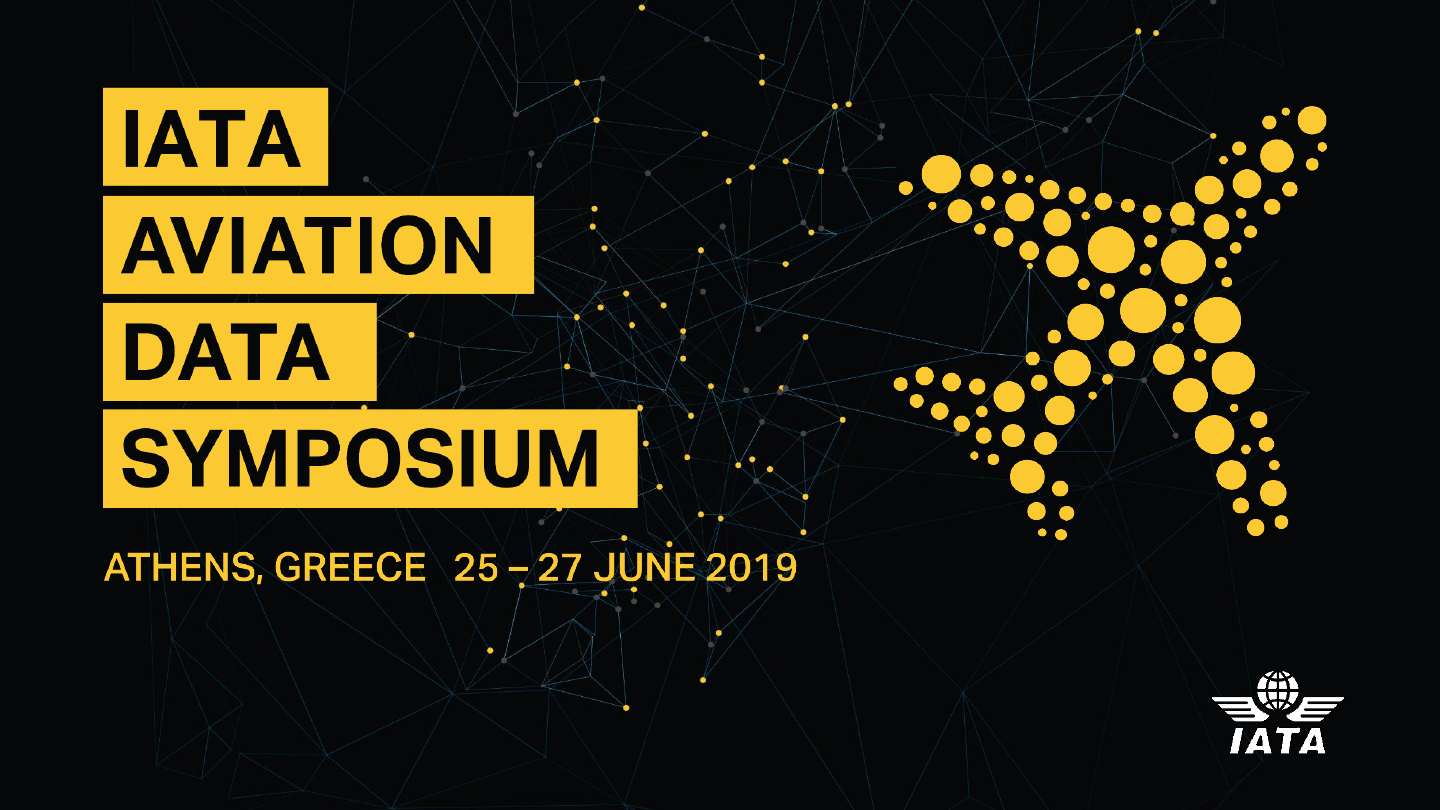 IATA
AVIATION
DATA
SYMPOSIUM
ATHENS, GREECE 25 – 27 JUNE 2019
IATA